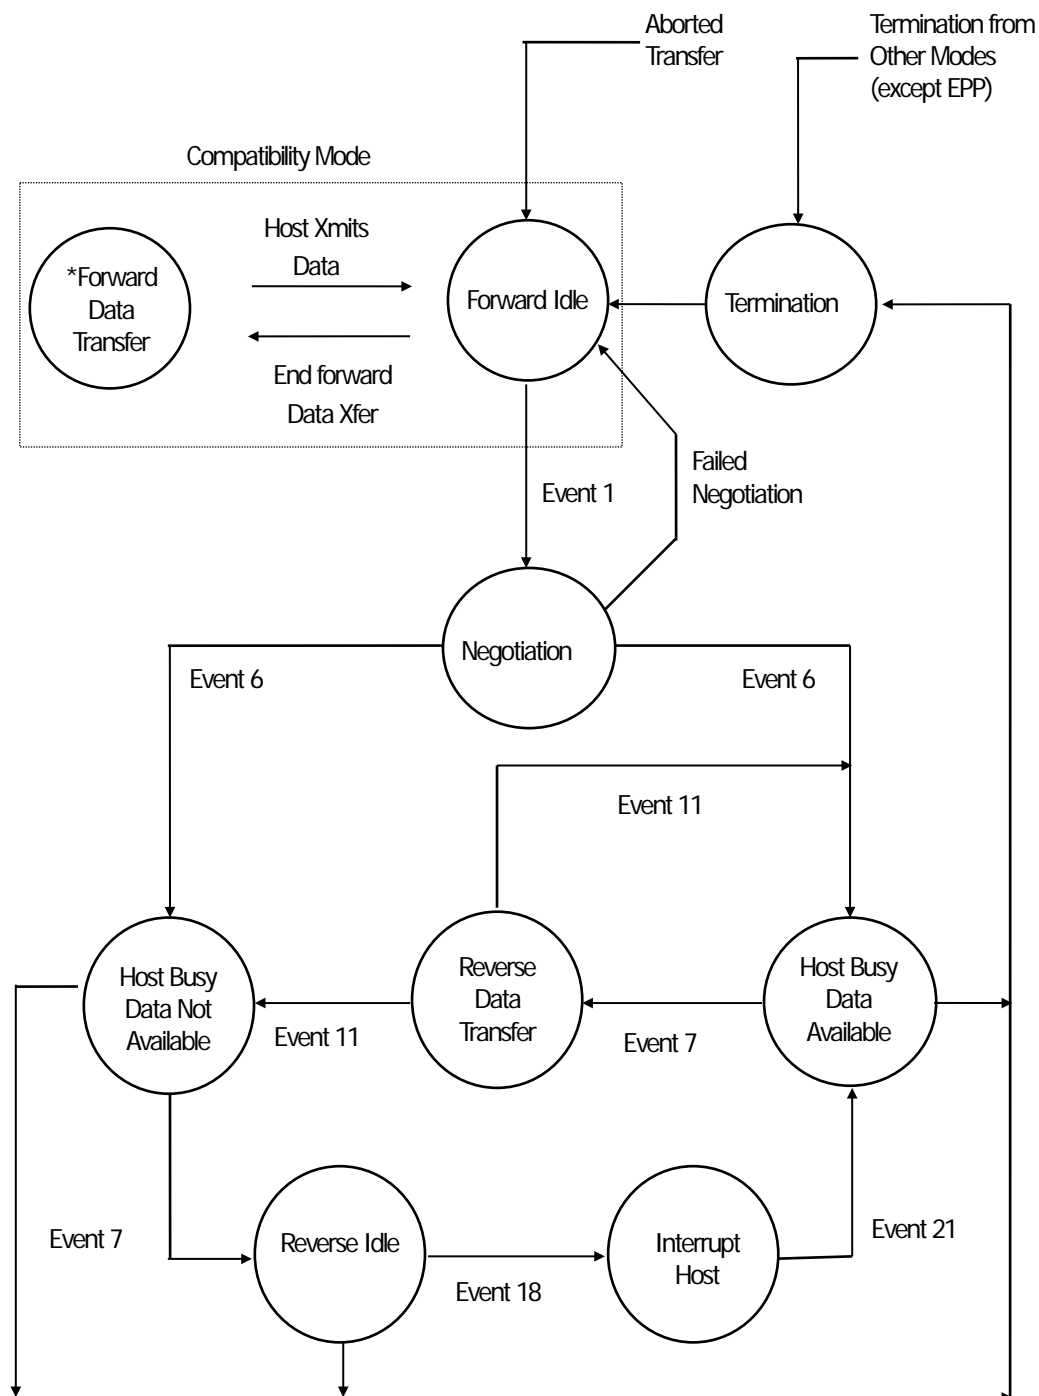 Aborted
Transfer
Termination from
Other Modes
(except EPP)
Compatibility Mode
Host Xmits
Data
*Forward
Data
Transfer
Forward Idle
Termination
End forward
Data Xfer
Failed
Negotiation
Event 1
Negotiation
Event 6
Event 6
Event 11
Host Busy
Data Not
Available
Reverse
Data
Transfer
Host Busy
Data
Available
Event 11
Event 7
Event 7
Reverse Idle
Event 18
Interrupt
Host
Event 21